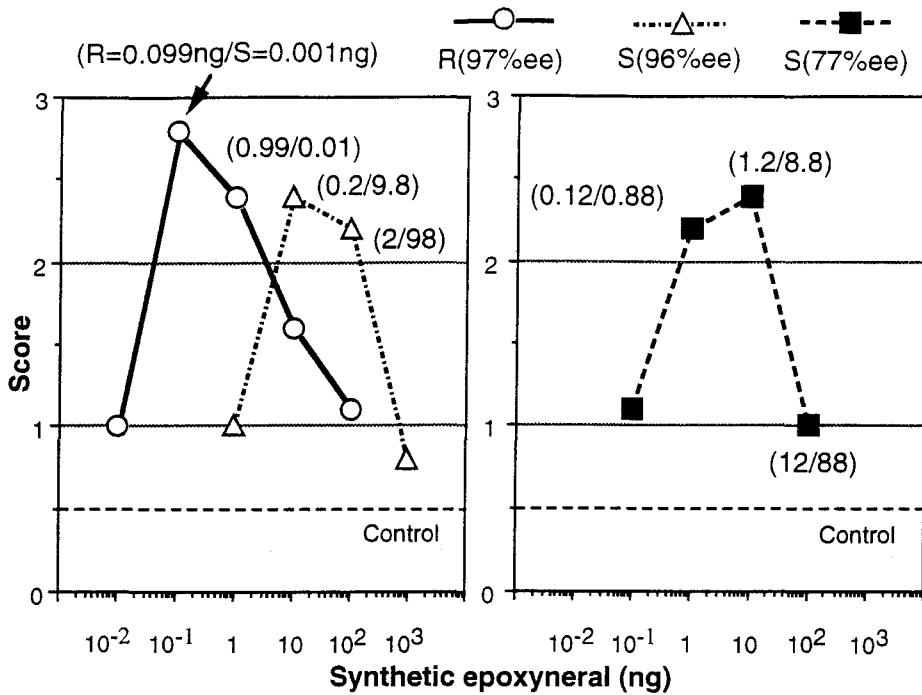 (R=0.099ng/S=0.001ng)
R(97%ee) S(96%ee) S(77%ee)
3 3
(0.99/0.01) (1.2/8.8)
(0.2/9.8) (0.12/0.88)
(2/98)
2 2
Score
1 1
(12/88)
Control Control
0 0
10⁻² 10⁻¹ 1 10 10² 10³ 10⁻² 10⁻¹ 1 10 10² 10³
Synthetic epoxyneral (ng)